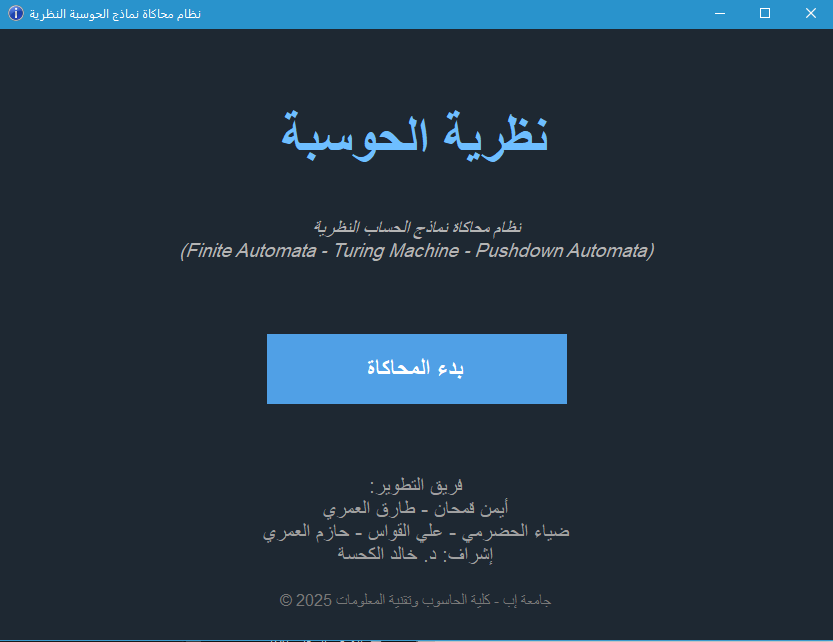 نظام محاكاة نماذج الحوسبة النظرية
نظرية الحوسبة
نظام محاكاة نماذج الحساب النظرية
(Finite Automata - Turing Machine - Pushdown Automata)
بدء المحاكاة
فريق التطوير:
أيمن قمحان - طارق العمري
ضياء الحضرمي - علي القواس - حازم العمري
إشراف: د. خالد الكحسة
جامعة إب - كلية الحاسوب وتقنية المعلومات 2025 ©